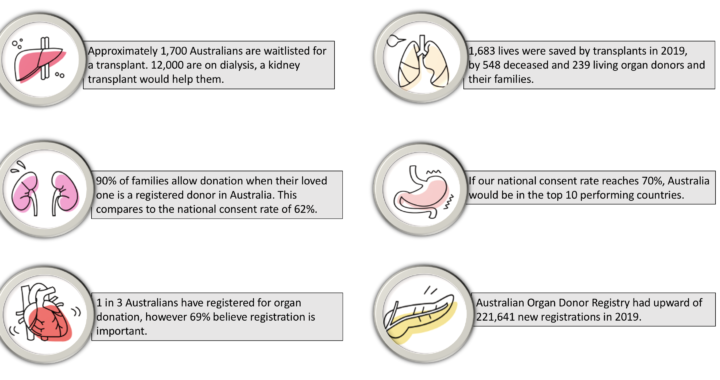 Approximately 1,700 Australians are waitlisted for
a transplant. 12,000 are on dialysis, a kidney
transplant would help them.
1,683 lives were saved by transplants in 2019,
by 548 deceased and 239 living organ donors and
their families.
90% of families allow donation when their loved
one is a registered donor in Australia. This
compares to the national consent rate of 62%.
If our national consent rate reaches 70%, Australia
would be in the top 10 performing countries.
1 in 3 Australians have registered for organ
donation, however 69% believe registration is
important.
Australian Organ Donor Registry had upward of
221,641 new registrations in 2019.